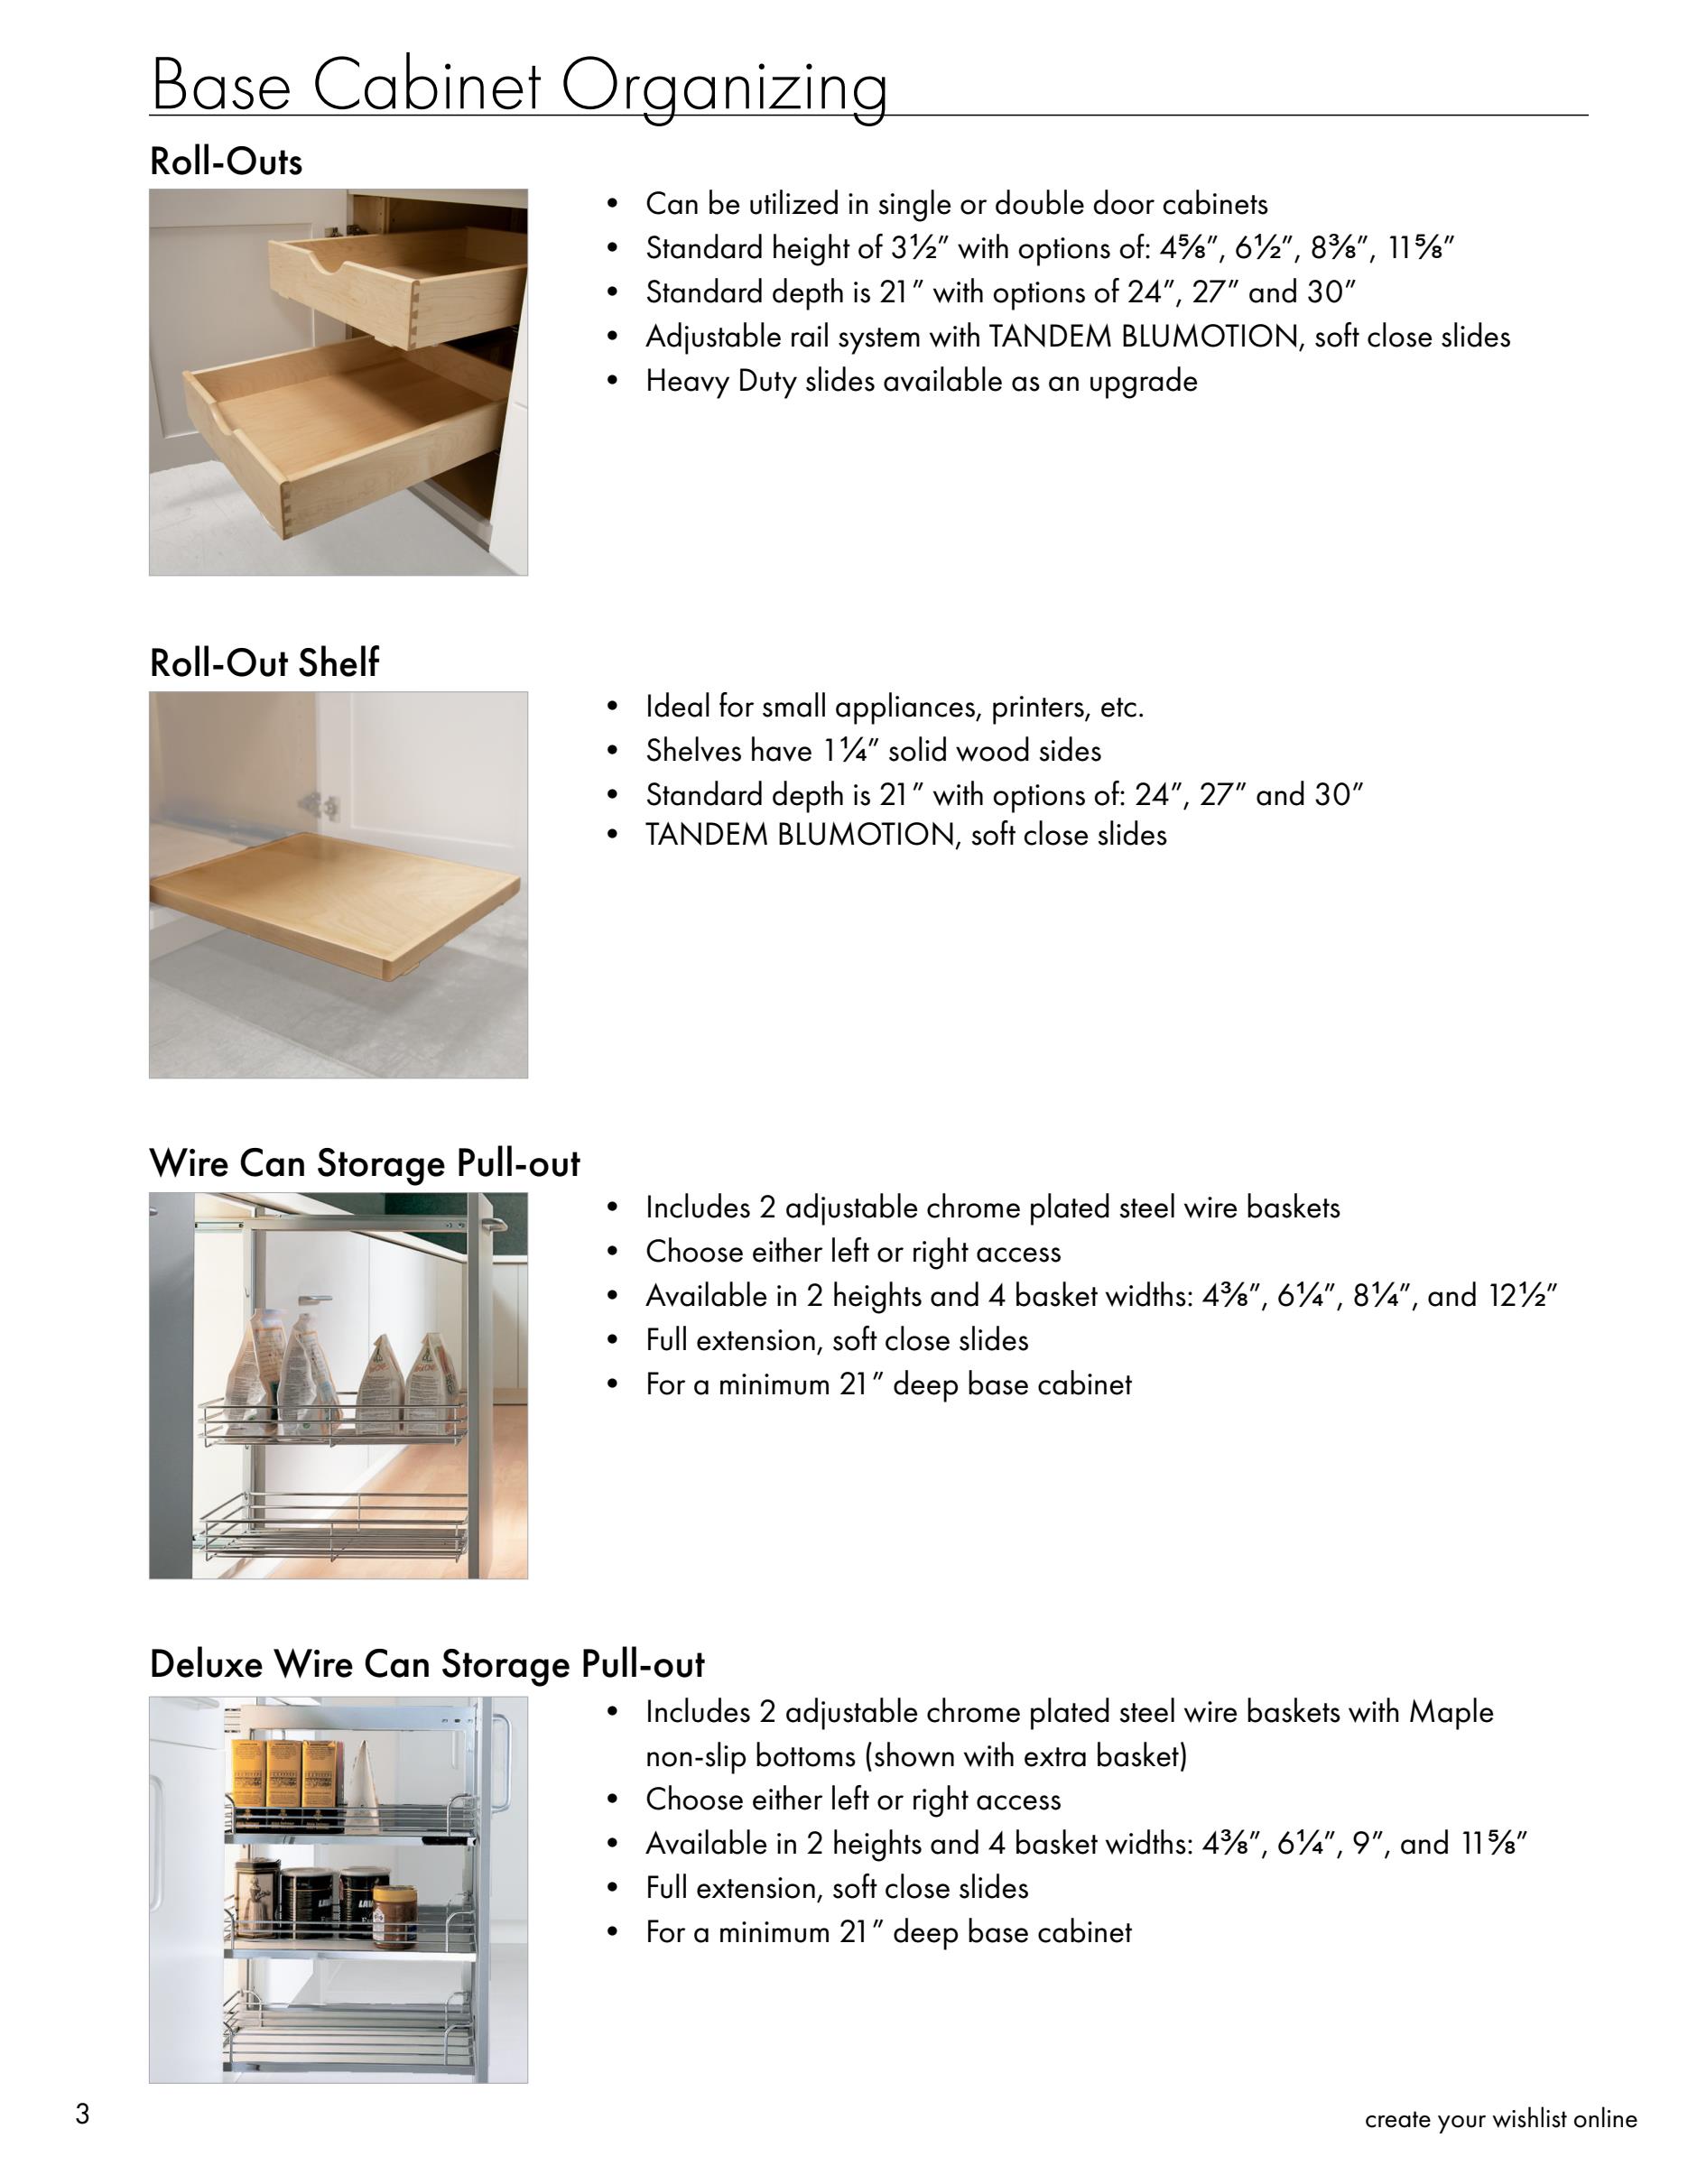 Base Cabinet Organizing
Roll-Outs
• Can be utilized in single or double door cabinets
• Standard height of 3½” with options of: 4⅝”, 6½”, 8⅜”, 11⅝”
• Standard depth is 21” with options of 24”, 27” and 30”
• Adjustable rail system with TANDEM BLUMOTION, soft close slides
• Heavy Duty slides available as an upgrade
Roll-Out Shelf
• Ideal for small appliances, printers, etc.
• Shelves have 1¼” solid wood sides
• Standard depth is 21” with options of: 24”, 27” and 30”
• TANDEM BLUMOTION, soft close slides
Wire Can Storage Pull-out
• Includes 2 adjustable chrome plated steel wire baskets
• Choose either left or right access
• Available in 2 heights and 4 basket widths: 4⅜”, 6¼”, 8¼”, and 12½”
• Full extension, soft close slides
• For a minimum 21” deep base cabinet
Deluxe Wire Can Storage Pull-out
• Includes 2 adjustable chrome plated steel wire baskets with Maple
non-slip bottoms (shown with extra basket)
• Choose either left or right access
• Available in 2 heights and 4 basket widths: 4⅜”, 6¼”, 9”, and 11⅝”
• Full extension, soft close slides
• For a minimum 21” deep base cabinet
3
create your wishlist online